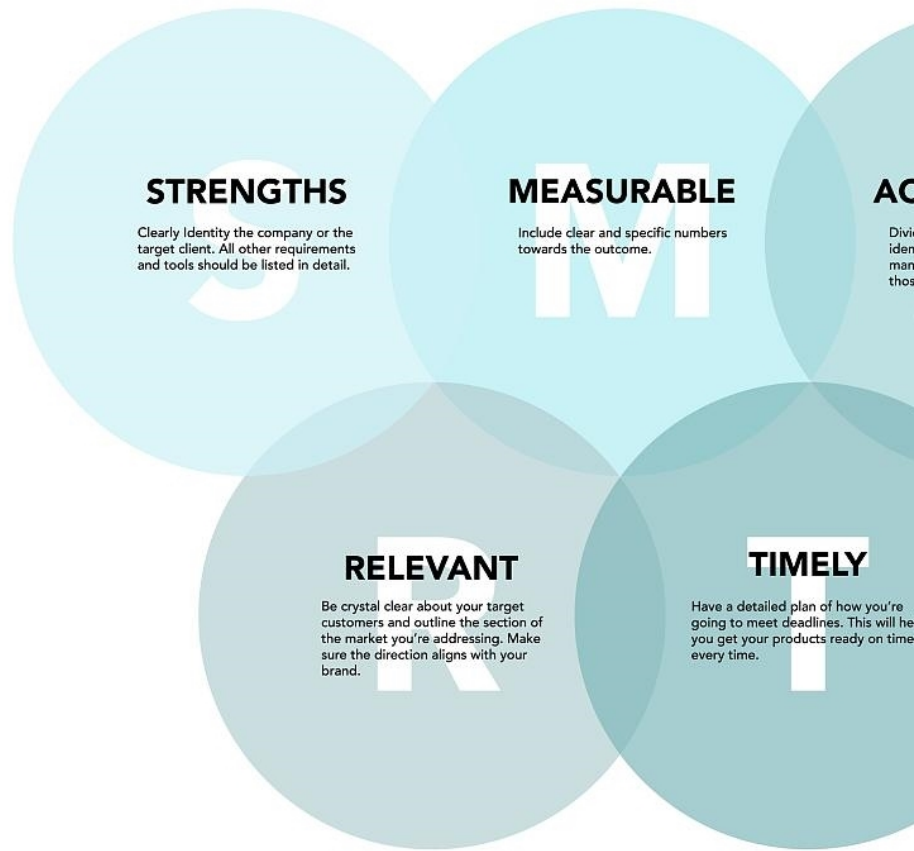 STRENGTHS
Clearly Identity the company or the
target client. All other requirements
and tools should be listed in detail.
S
MEASURABLE
Include clear and specific numbers
towards the outcome.
M
RELEVANT
Be crystal clear about your target
customers and outline the section of
the market you're addressing. Make
sure the direction aligns with your
brand.
R
TIMELY
Have a detailed plan of how you're
going to meet deadlines. This will
you get your products ready on time
every time.
T